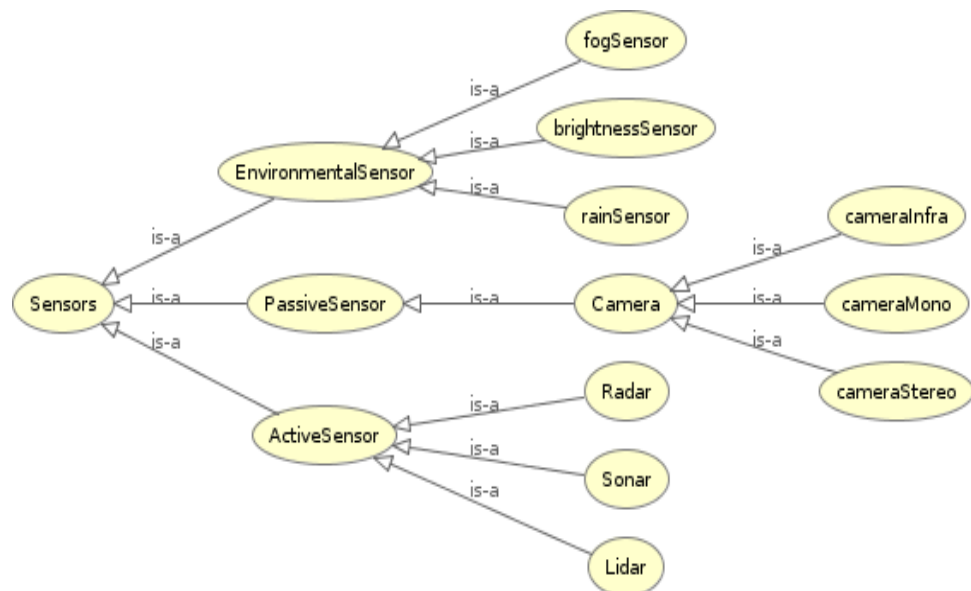 fogSensor
is-a
brightnessSensor
is-a
EnvironmentalSensor
is-a
rainSensor
cameraInfra
is-a
is-a
Sensors
is-a
PassiveSensor
is-a
Camera
is-a
cameraMono
is-a
is-a
Radar
cameraStereo
is-a
ActiveSensor
is-a
Sonar
is-a
Lidar